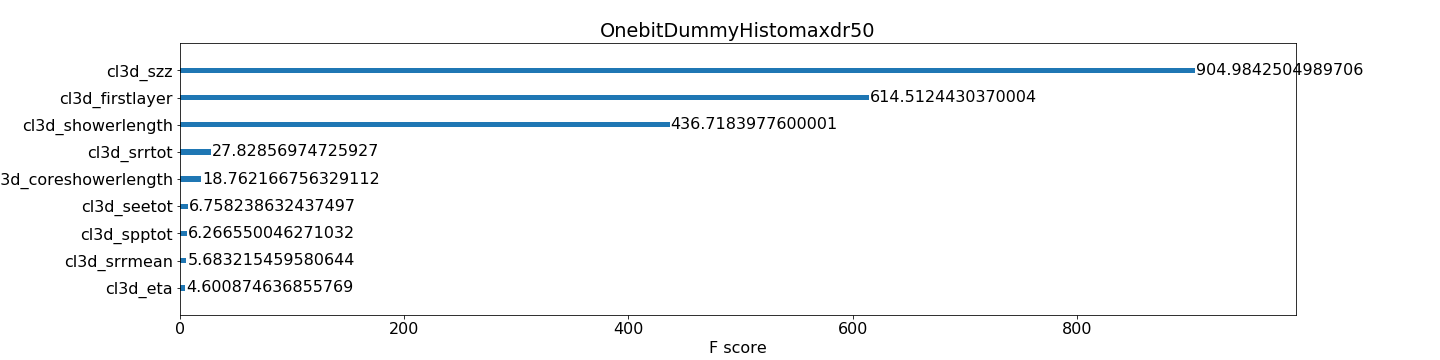 OnebitDummyHistomaxdr50
cl3d_szz 904.9842504989706
cl3d_firstlayer 614.5124430370004
cl3d_showerlength 436.7183977600001
cl3d_srrtot 27.82856974725927
3d_coreshowerlength 18.762166756329112
cl3d_seetot 6.758238632437497
cl3d_spptot 6.266550046271032
cl3d_srrmean 5.683215459580644
cl3d_eta 4.600874636855769
0 200 400 600 800
F score